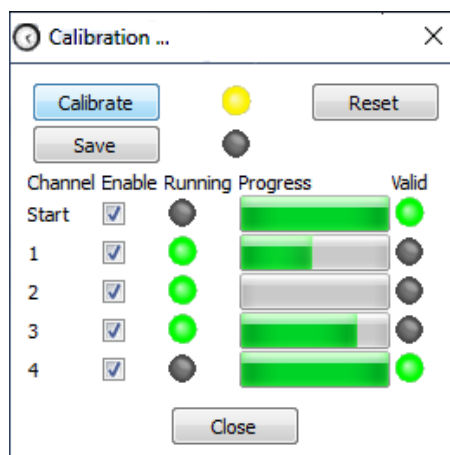 Calibration ...
Calibrate Reset
Save
Channel Enable Running Progress Valid
Start
1
2
3
4
Close